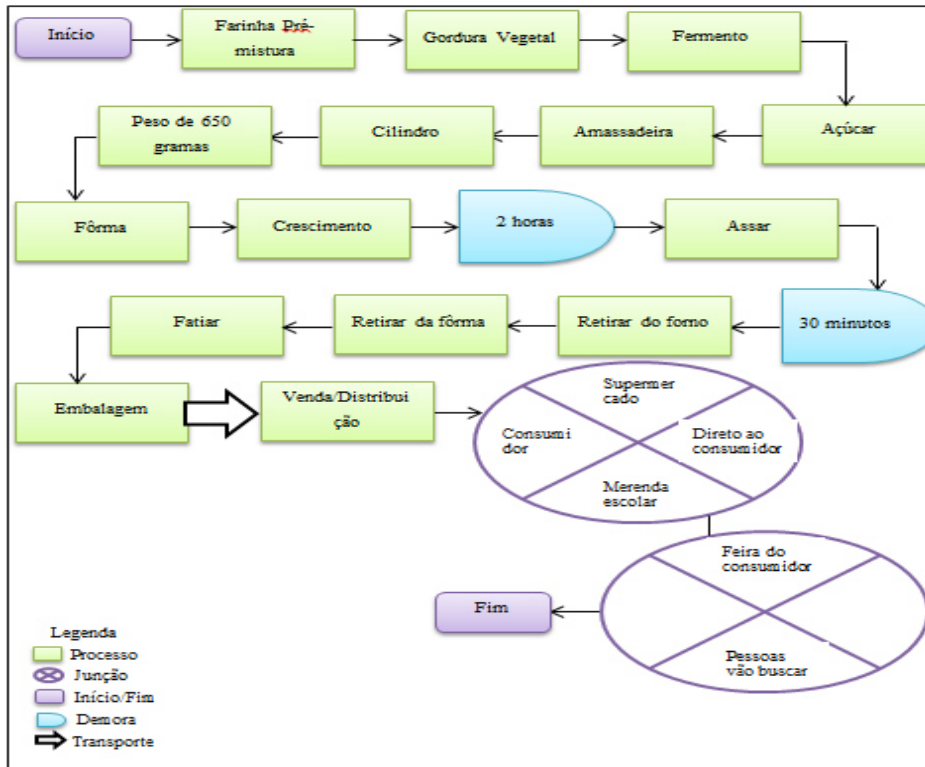 Início
Farinha Pré-
mistura
Gordura Vegetal
Fermento
Açúcar
Amassadeira
Cilindro
Peso de 650
gramas
Fôrma
Crescimento
2 horas
Assar
30 minutos
Retirar do forno
Retirar da fôrma
Fatiar
Embalagem
Venda/Distribui
ção
Supermer
cado
Consumi
dor
Direto ao
consumidor
Merenda
escolar
Feira do
consumidor
Pessoas
vão buscar
Fim
Legenda
Processo
Junção
Início/Fim
Demora
Transporte